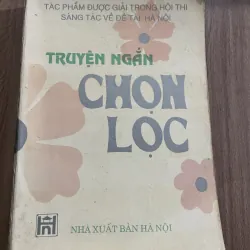 TÁC PHẨM ĐƯỢC GIẢI TRONG HỘI THI
SÁNG TÁC VỀ ĐỀ TÀI HÀ NỘI
TRUYỆN NGẮN
CHỌN
LỌC
NHÀ XUẤT BẢN HÀ NỘI